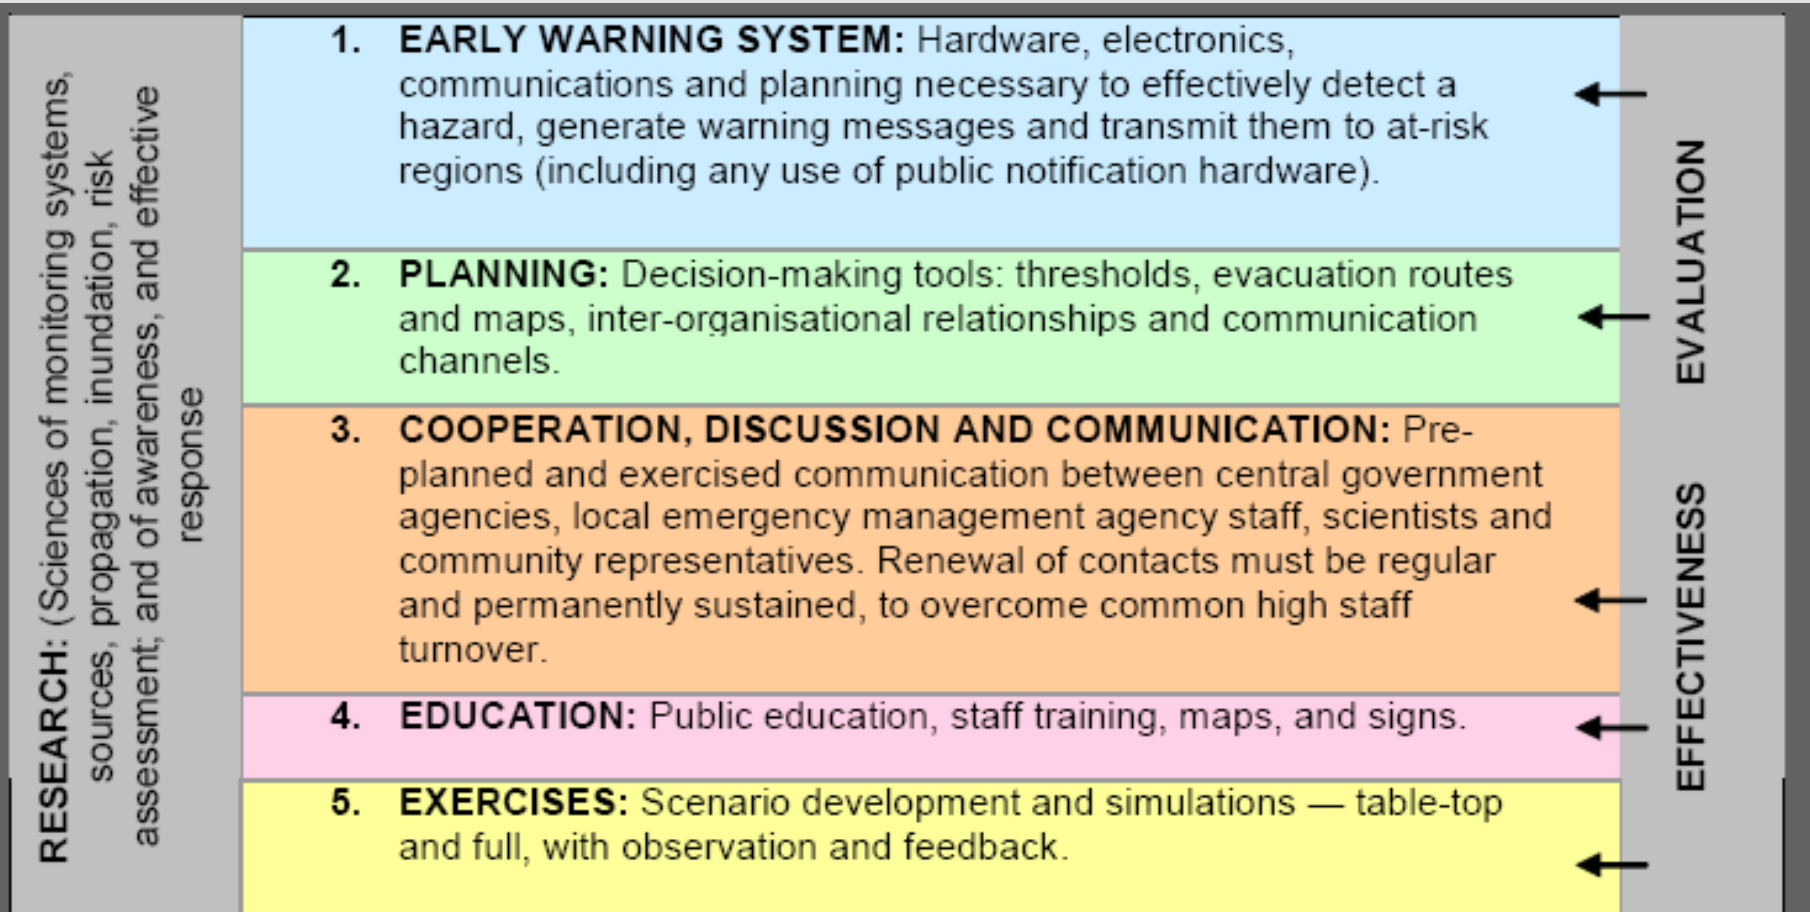 RESEARCH: (Sciences of monitoring systems,
sources, propagation, inundation, risk
assessment; and of awareness, and effective
response
1. EARLY WARNING SYSTEM: Hardware, electronics,
communications and planning necessary to effectively detect a
hazard, generate warning messages and transmit them to at-risk
regions (including any use of public notification hardware).
2. PLANNING: Decision-making tools: thresholds, evacuation routes
and maps, inter-organisational relationships and communication
channels.
3. COOPERATION, DISCUSSION AND COMMUNICATION: Pre-
planned and exercised communication between central government
agencies, local emergency management agency staff, scientists and
community representatives. Renewal of contacts must be regular
and permanently sustained, to overcome common high staff
turnover.
4. EDUCATION: Public education, staff training, maps, and signs.
5. EXERCISES: Scenario development and simulations — table-top
and full, with observation and feedback.
EFFECTIVENESS EVALUATION